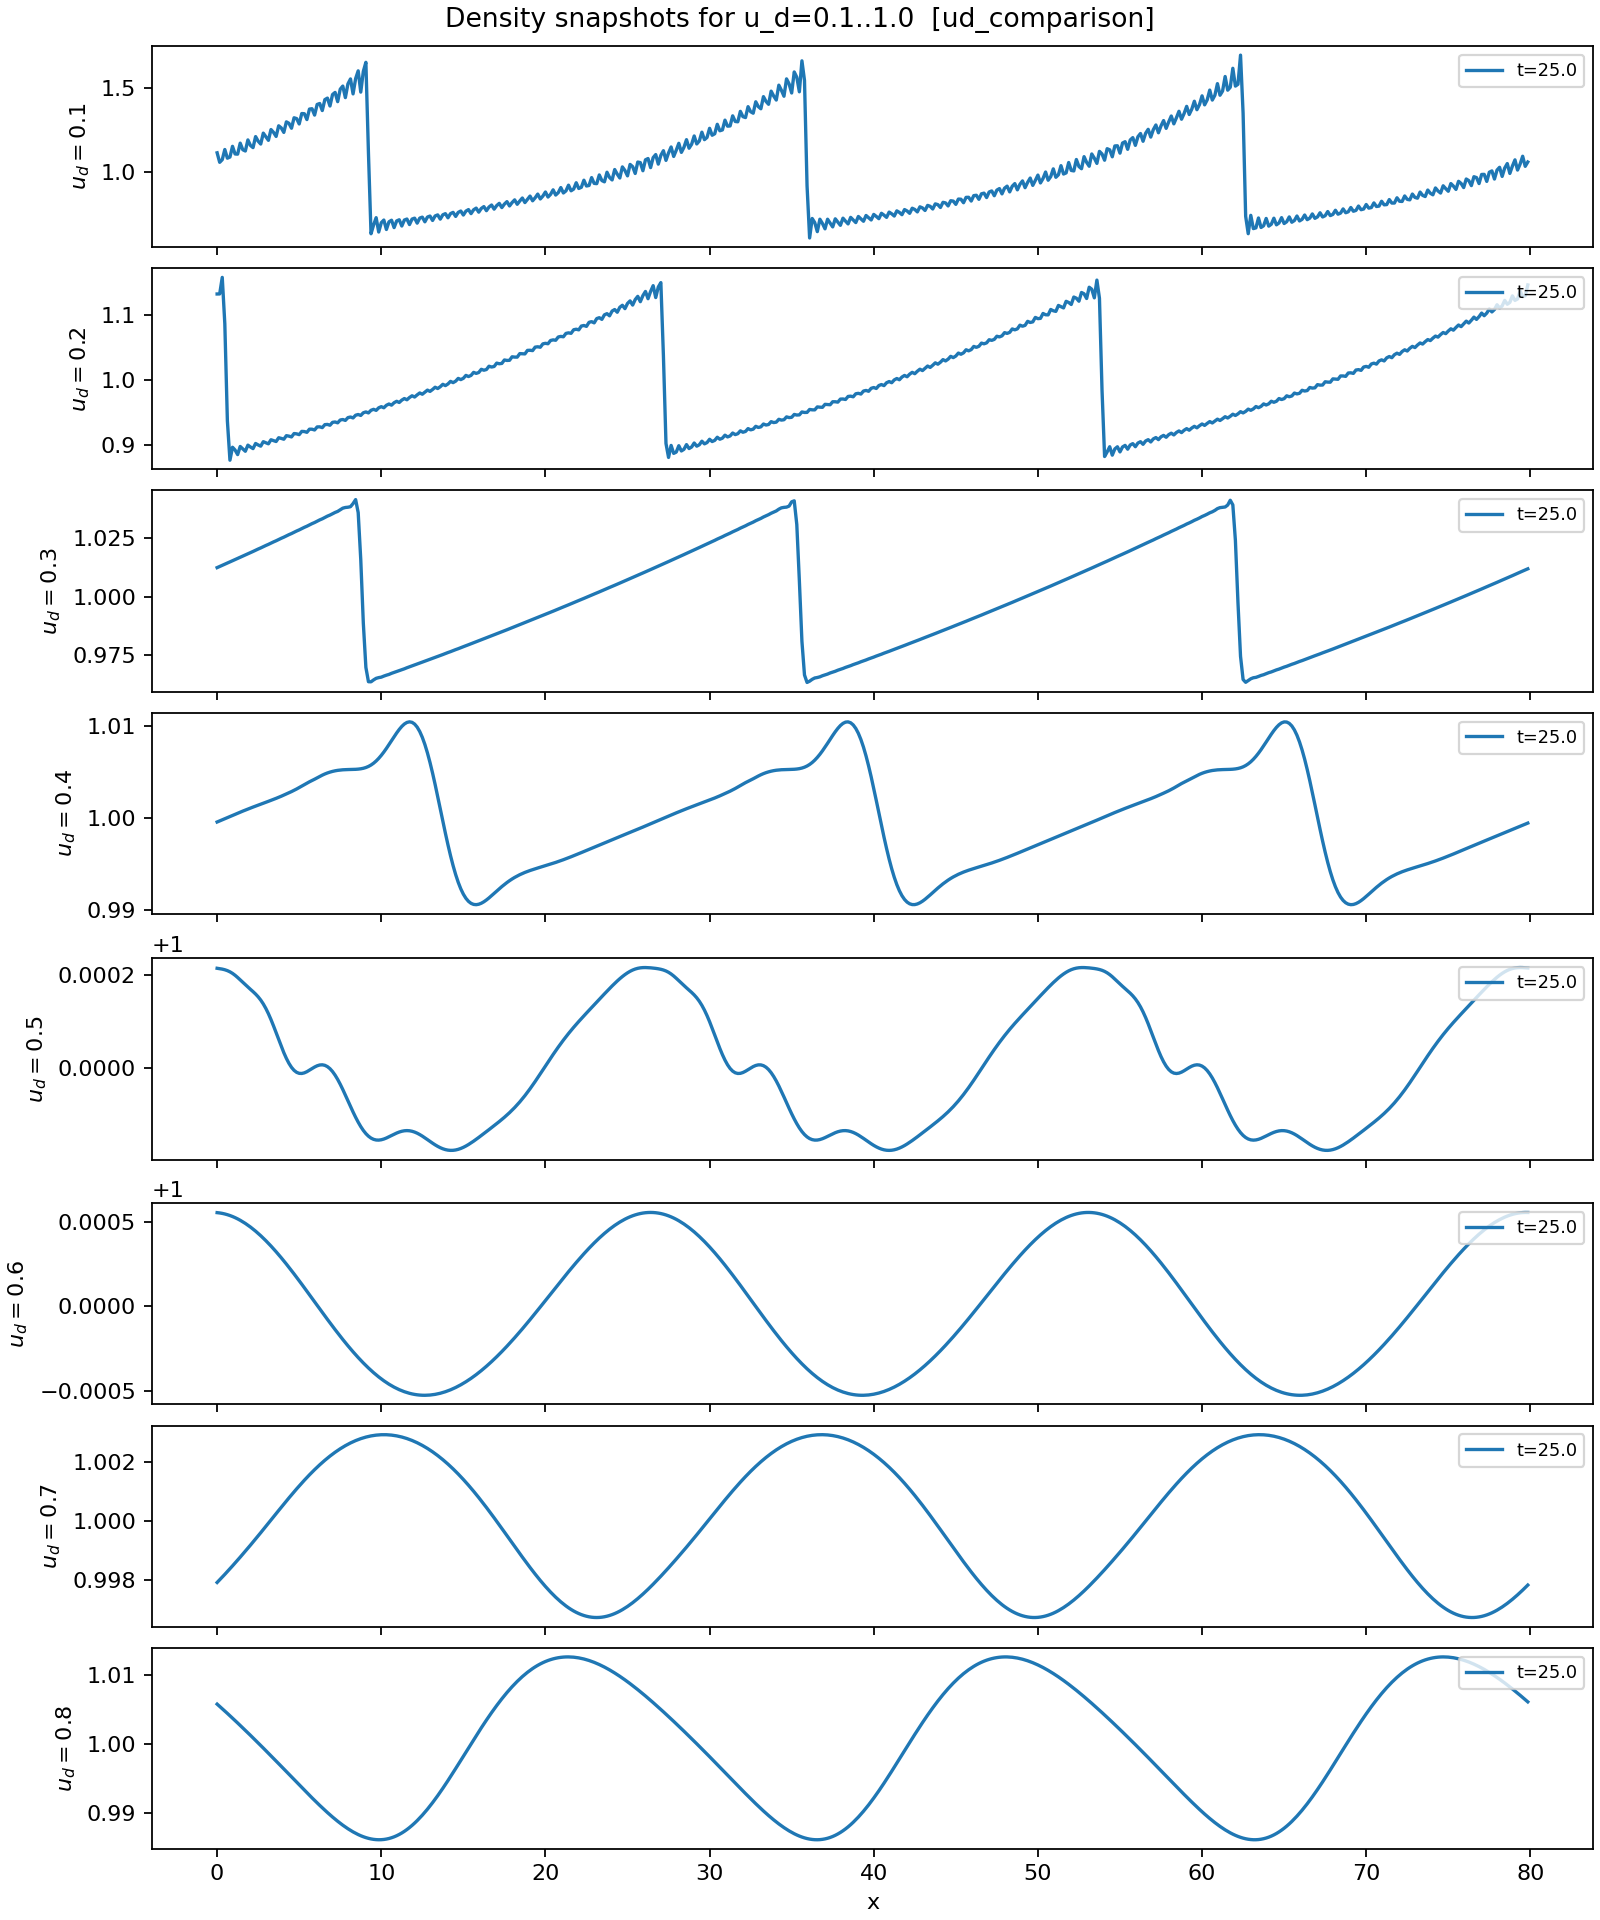 Density snapshots for u_d=0.1..1.0 [ud_comparison]
u_d = 0.1
1.5
1.0
t=25.0
u_d = 0.2
1.1
1.0
0.9
t=25.0
u_d = 0.3
1.025
1.000
0.975
t=25.0
u_d = 0.4
1.01
1.00
0.99
t=25.0
+1
u_d = 0.5
0.0002
0.0000
t=25.0
+1
u_d = 0.6
0.0005
0.0000
−0.0005
t=25.0
u_d = 0.7
1.002
1.000
0.998
t=25.0
u_d = 0.8
1.01
1.00
0.99
t=25.0
0 10 20 30 40 50 60 70 80
x